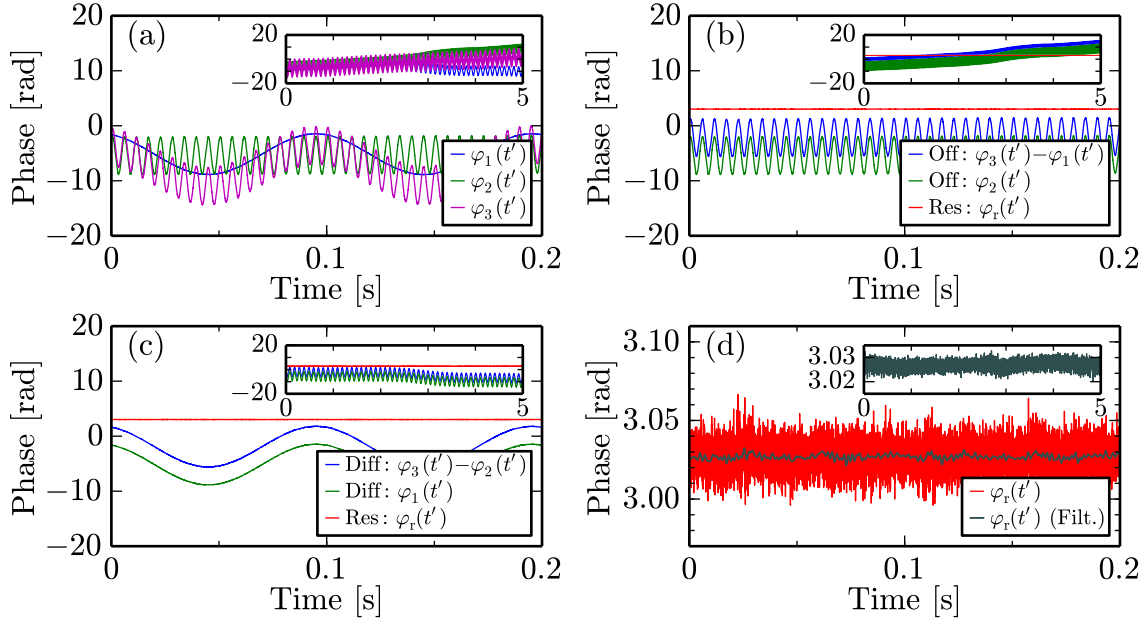 20
10
0
−10
−20
Phase [rad]
(a)
20
−20
0
5
φ1(t′)
φ2(t′)
φ3(t′)
0
0.1
0.2
Time [s]
20
10
0
−10
−20
Phase [rad]
(b)
20
−20
0
5
Off: φ3(t′)−φ1(t′)
Off: φ2(t′)
Res: φr(t′)
0
0.1
0.2
Time [s]
20
10
0
−10
−20
Phase [rad]
(c)
20
−20
0
5
Diff: φ3(t′)−φ2(t′)
Diff: φ1(t′)
Res: φr(t′)
0
0.1
0.2
Time [s]
3.10
3.05
3.00
Phase [rad]
(d)
3.03
3.02
0
5
φr(t′)
φr(t′) (Filt.)
0
0.1
0.2
Time [s]